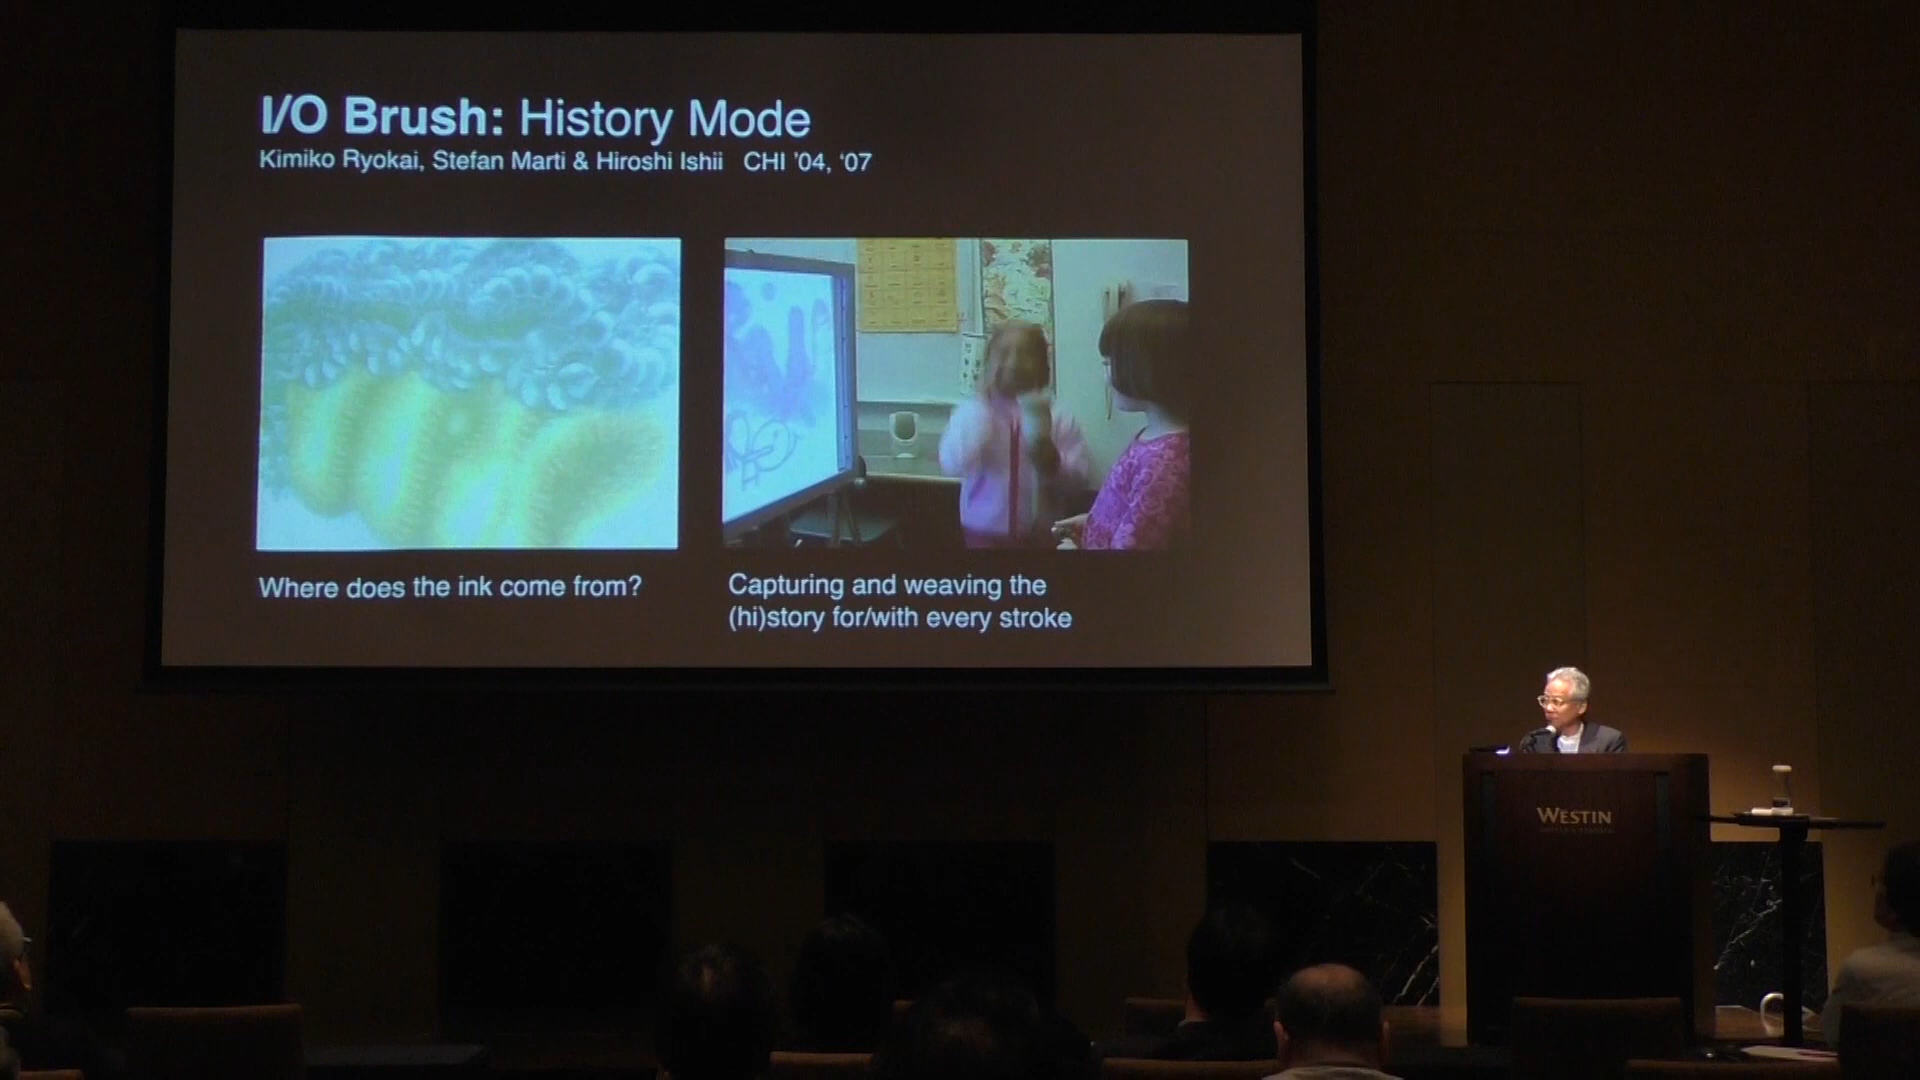 I/O Brush: History Mode
Kimiko Ryokai, Stefan Marti & Hiroshi Ishii CHI ’04, ‘07
Where does the ink come from?
Capturing and weaving the
(hi)story for/with every stroke
WESTIN